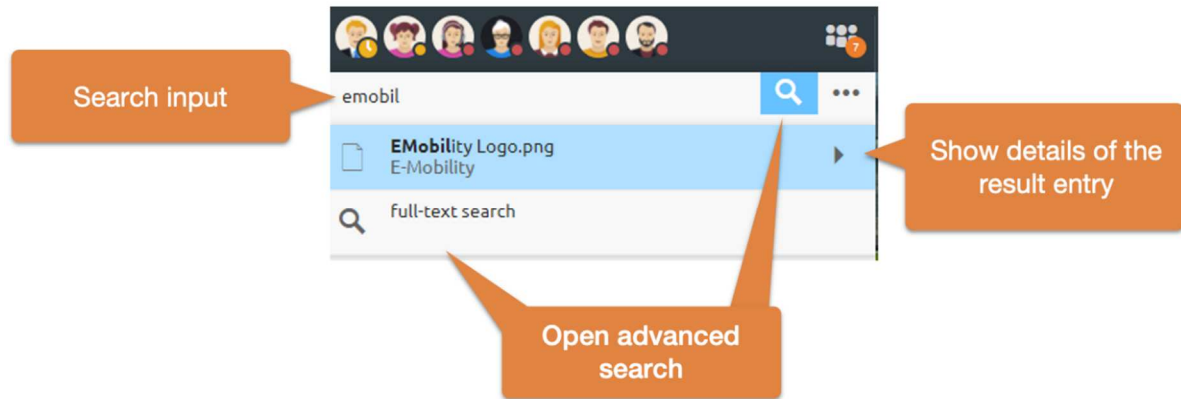 7
Search input
emobil
•••
EMobility Logo.png
E-Mobility
Show details of the
result entry
full-text search
Open advanced
search